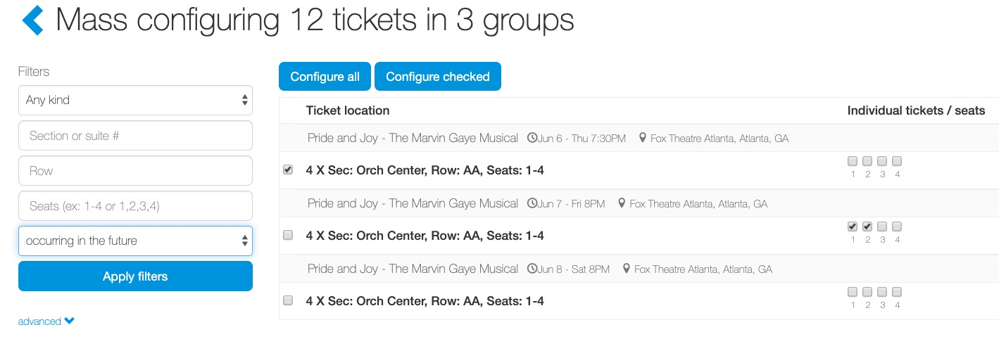 Mass configuring 12 tickets in 3 groups
Filters
Any kind
Section or suite #
Row
Seats (ex: 1-4 or 1,2,3,4)
occurring in the future
Apply filters
advanced
Configure all Configure checked
Ticket location Individual tickets / seats
Pride and Joy - The Marvin Gaye Musical Jun 6 - Thu 7:30PM Fox Theatre Atlanta, Atlanta, GA
4 X Sec: Orch Center, Row: AA, Seats: 1-4
1 2 3 4
Pride and Joy - The Marvin Gaye Musical Jun 7 - Fri 8PM Fox Theatre Atlanta, Atlanta, GA
4 X Sec: Orch Center, Row: AA, Seats: 1-4
1 2 3 4
Pride and Joy - The Marvin Gaye Musical Jun 8 - Sat 8PM Fox Theatre Atlanta, Atlanta, GA
4 X Sec: Orch Center, Row: AA, Seats: 1-4
1 2 3 4